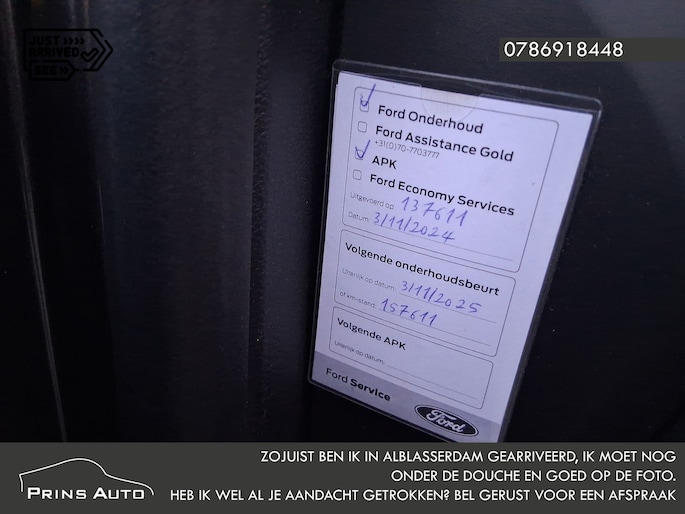 JUST
ARRIVED
SEE
0786918448
Ford Onderhoud
Ford Assistance Gold
+31(0)70-7703777
APK
Ford Economy Services
Uitgevoerd op: 137611
Datum: 3/11/2024
Volgende onderhoudsbeurt
Uiterlijk op datum: 3/11/2025
of km-stand: 157611
Volgende APK
Uiterlijk op datum:
Ford Service
Ford
PRINS AUTO
ZOJUIST BEN IK IN ALBLASSERDAM GEARRIVEERD, IK MOET NOG
ONDER DE DOUCHE EN GOED OP DE FOTO.
HEB IK WEL AL JE AANDACHT GETROKKEN? BEL GERUST VOOR EEN AFSPRAAK